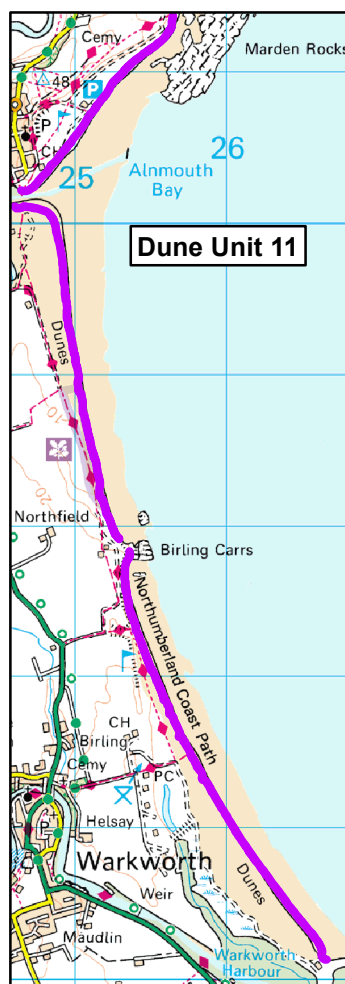 Cemy
Marden Rocks
48
P
P
CH
25
26
Alnmouth
Bay
Dune Unit 11
Dunes
10
20
Northfield
Birling Carrs
Northumberland Coast Path
CH
Birling
Cemy
PC
Helsay
P
Warkworth
Weir
Dunes
Maudlin
Warkworth
Harbour